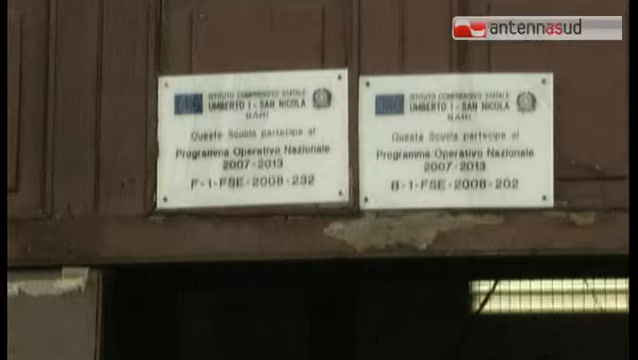 antennasud
ISTITUTO COMPRENSIVO STATALE
UMBERTO I - SAN NICOLA
BARI
Questa Scuola partecipa al
Programma Operativo Nazionale
2007-2013
F-1-FSE-2008-232
ISTITUTO COMPRENSIVO STATALE
UMBERTO I - SAN NICOLA
BARI
Questa Scuola partecipa al
Programma Operativo Nazionale
2007-2013
B-1-FSE-2008-202